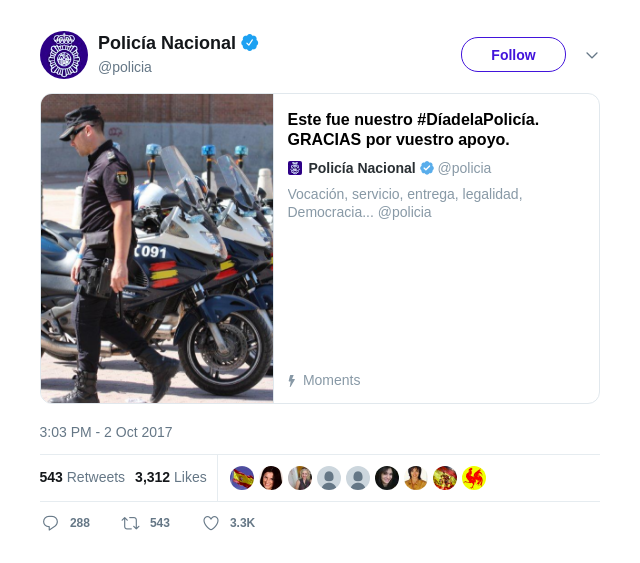 Policía Nacional
@policia
Follow
Este fue nuestro #DíadelaPolicía.
GRACIAS por vuestro apoyo.
Policía Nacional @policia
Vocación, servicio, entrega, legalidad,
Democracia... @policia
091
Moments
3:03 PM - 2 Oct 2017
543 Retweets 3,312 Likes
288 543 3.3K